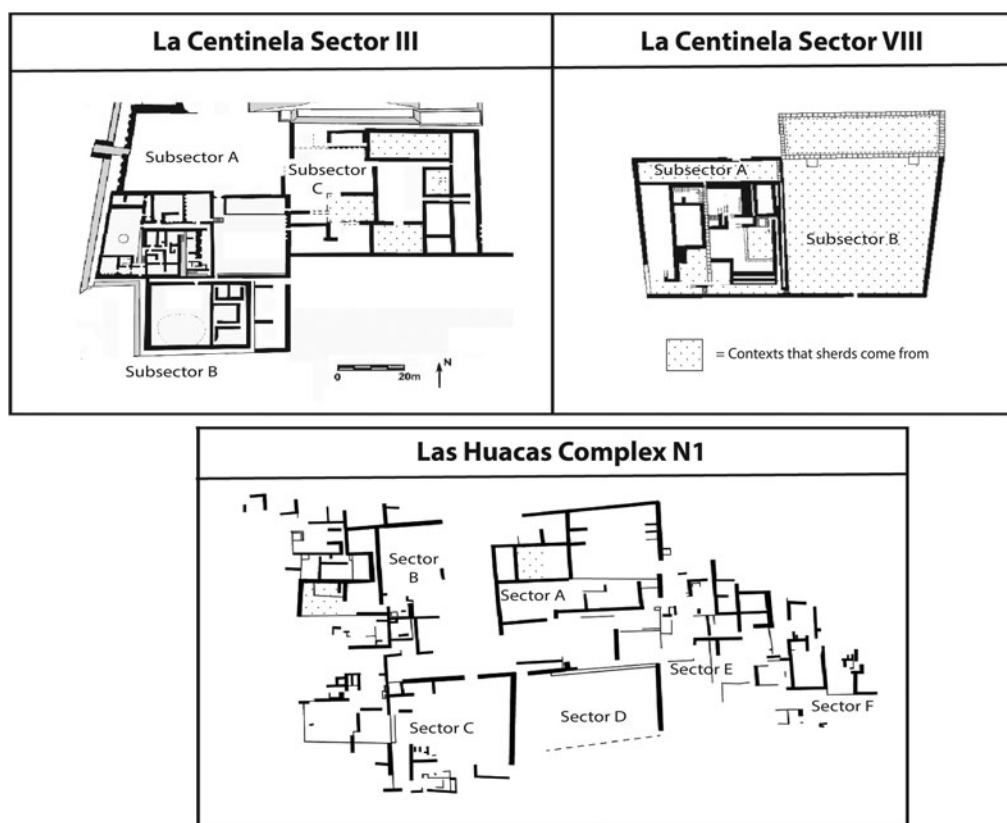 La Centinela Sector III
Subsector A
Subsector
C
Subsector B
0
20m
N
La Centinela Sector VIII
Subsector A
Subsector B
= Contexts that sherds come from
Las Huacas Complex N1
Sector
B
Sector A
Sector E
Sector C
Sector D
Sector F